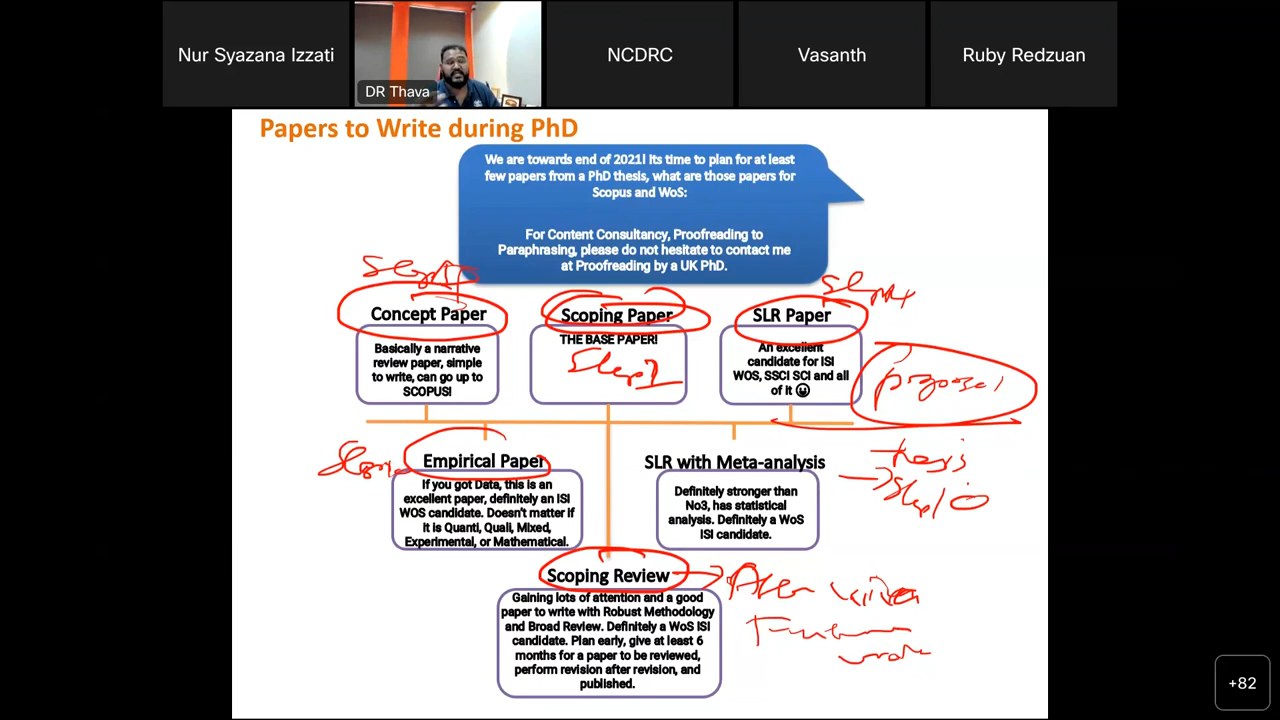 Nur Syazana Izzati
DR Thava
NCDRC
Vasanth
Ruby Redzuan
Papers to Write during PhD
We are towards end of 2021! Its time to plan for at least
few papers from a PhD thesis, what are those papers for
Scopus and WoS:
For Content Consultancy, Proofreading to
Paraphrasing, please do not hesitate to contact me
at Proofreading by a UK PhD.
Concept Paper
Basically a narrative
review paper, simple
to write, can go up to
SCOPUS!
Scoping Paper
THE BASE PAPER!
Step 1
SLR Paper
An excellent
candidate for ISI
WOS, SSCI SCI and all
of it 😃
proposal
Empirical Paper
If you got Data, this is an
excellent paper, definitely an ISI
WOS candidate. Doesn't matter if
it is Quanti, Quali, Mixed,
Experimental, or Mathematical.
SLR with Meta-analysis
Definitely stronger than
No3, has statistical
analysis. Definitely a WoS
ISI candidate.
Thesis
Scoping Review
Gaining lots of attention and a good
paper to write with Robust Methodology
and Broad Review. Definitely a WoS ISI
candidate. Plan early, give at least 6
months for a paper to be reviewed,
perform revision after revision, and
published.
+82